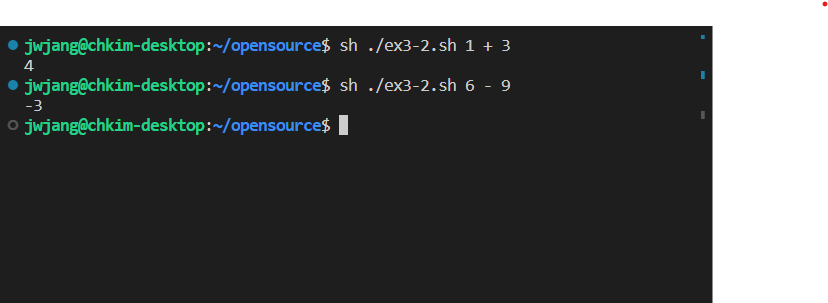 jwjang@chkim-desktop:~/opensource$ sh ./ex3-2.sh 1 + 3
4
jwjang@chkim-desktop:~/opensource$ sh ./ex3-2.sh 6 - 9
-3
jwjang@chkim-desktop:~/opensource$